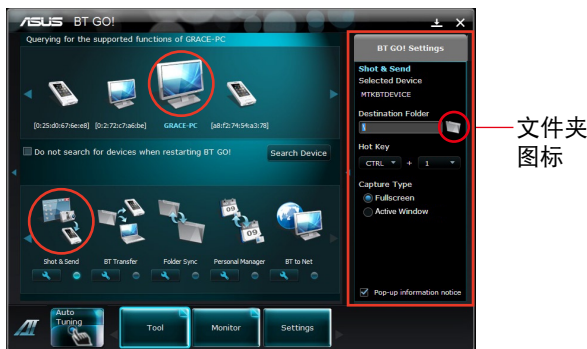 ASUS BT GO!
Querying for the supported functions of GRACE-PC
[0:25:d0:67:6e:e8] [0:2:72:c7:a6:be] GRACE-PC [a8:f2:74:54:a3:78]
Do not search for devices when restarting BT GO!
Search Device
Shot & Send BT Transfer Folder Sync Personal Manager BT to Net
BT GO! Settings
Shot & Send
Selected Device
MTKBTDEVICE
Destination Folder
\
Hot Key
CTRL + 1
Capture Type
Fullscreen
Active Window
Pop-up information notice
Auto
Tuning
Tool
Monitor
Settings
文件夹
图标